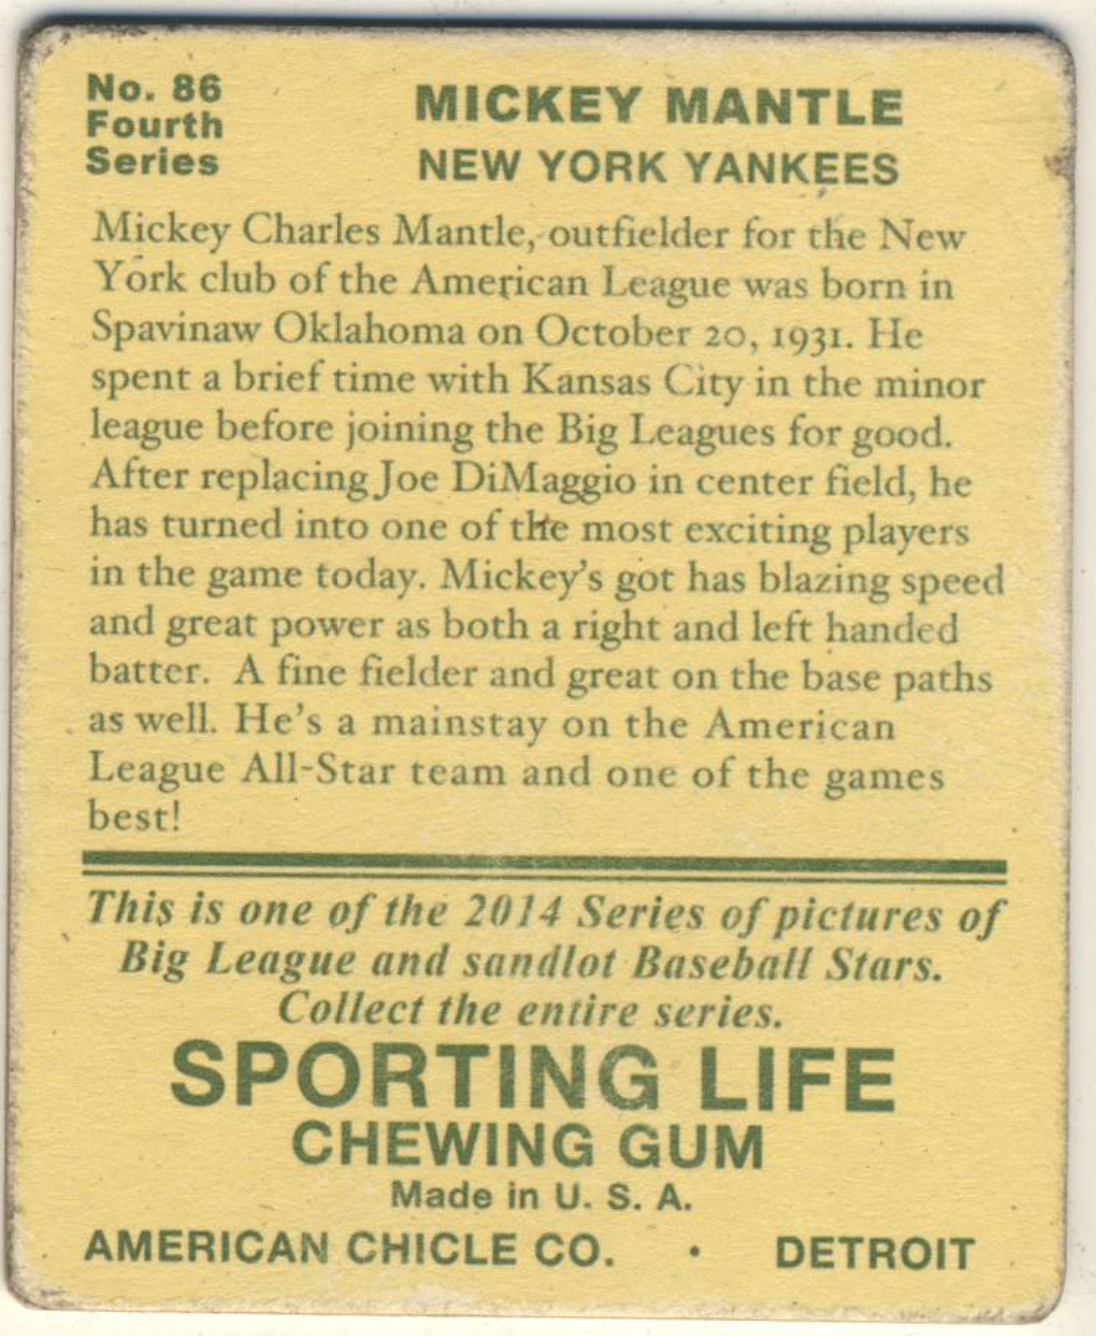 No. 86
Fourth
Series
MICKEY MANTLE
NEW YORK YANKEES
Mickey Charles Mantle, outfielder for the New
York club of the American League was born in
Spavinaw Oklahoma on October 20, 1931. He
spent a brief time with Kansas City in the minor
league before joining the Big Leagues for good.
After replacing Joe DiMaggio in center field, he
has turned into one of the most exciting players
in the game today. Mickey's got has blazing speed
and great power as both a right and left handed
batter. A fine fielder and great on the base paths
as well. He's a mainstay on the American
League All-Star team and one of the games
best!
This is one of the 2014 Series of pictures of
Big League and sandlot Baseball Stars.
Collect the entire series.
SPORTING LIFE
CHEWING GUM
Made in U. S. A.
AMERICAN CHICLE CO. • DETROIT